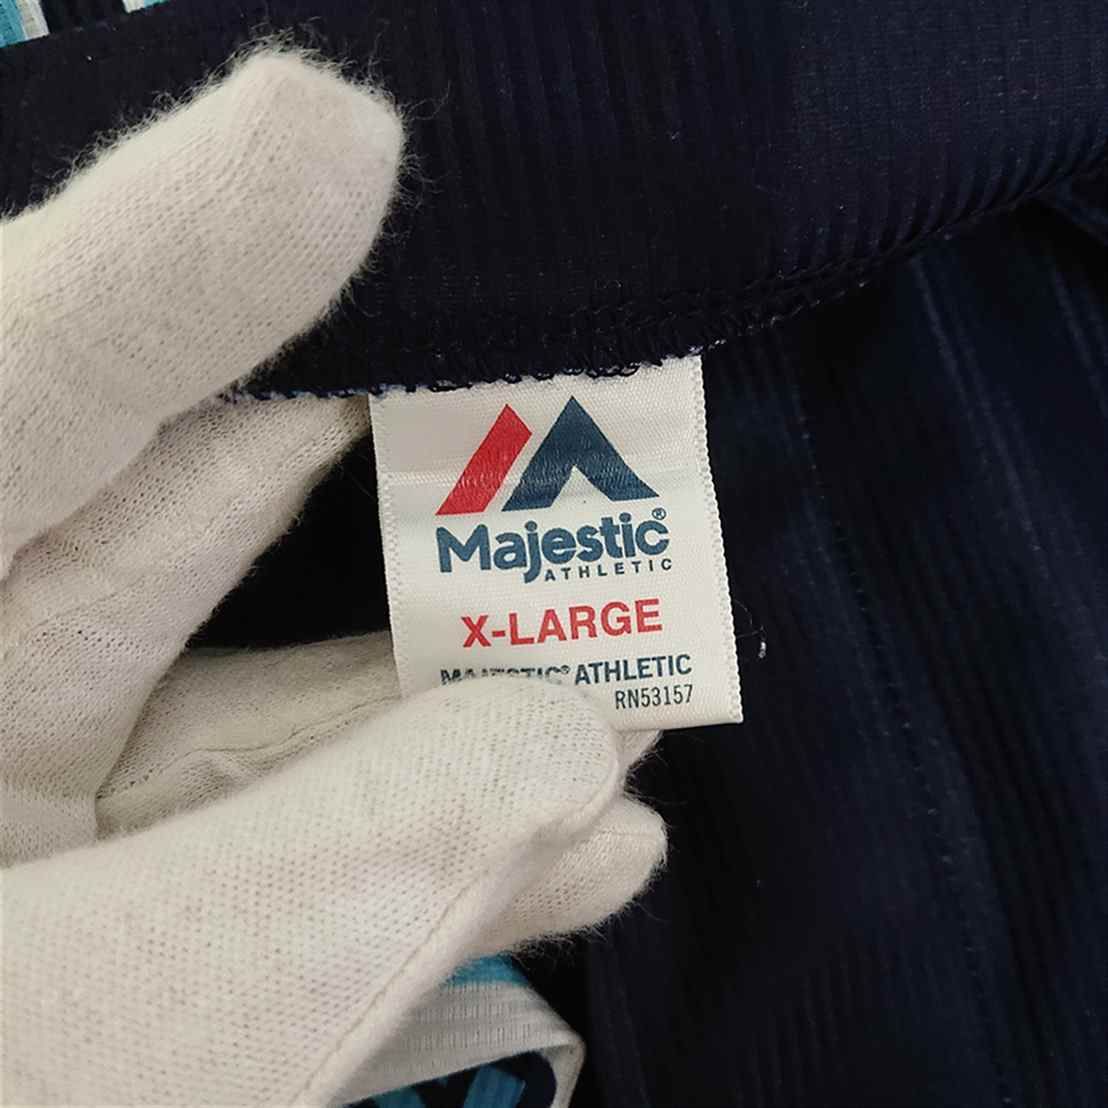 Majestic®
ATHLETIC
X-LARGE
MAJESTIC® ATHLETIC
RN53157